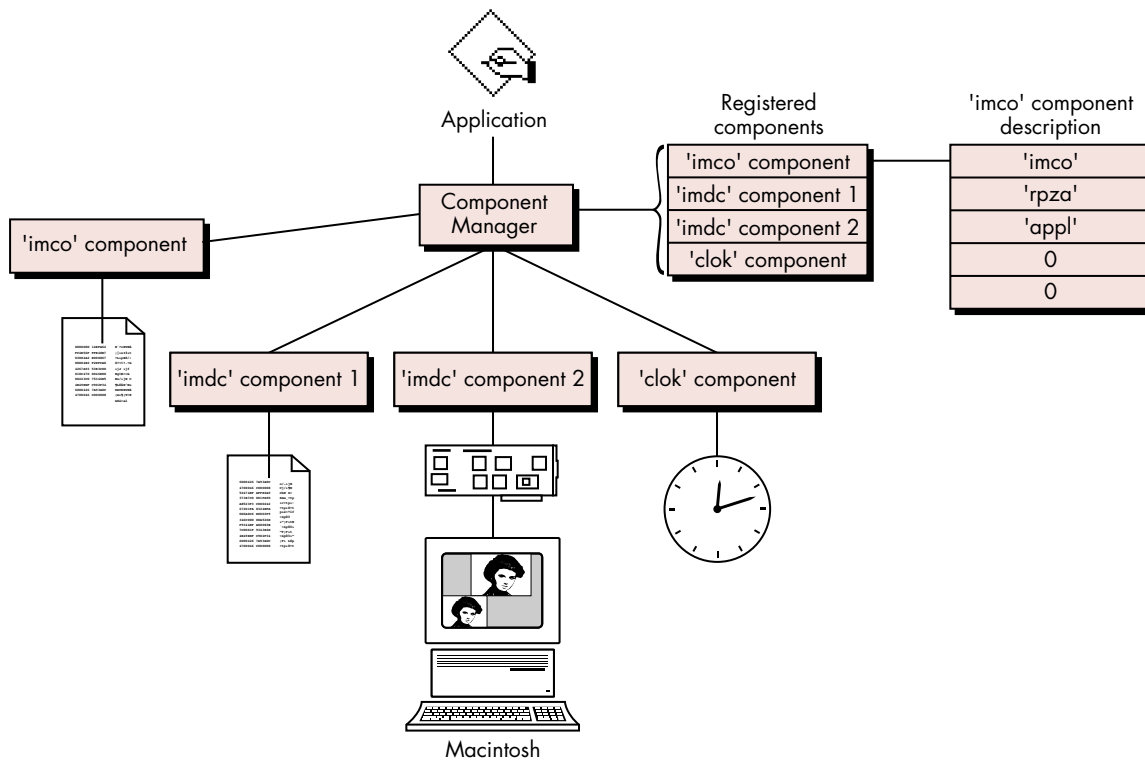 Application
Registered
components
'imco' component
description
Component
Manager
'imco' component
'imdc' component 1
'imdc' component 2
'clok' component
'imco'
'rpza'
'appl'
0
0
'imco' component
'imdc' component 1
'imdc' component 2
'clok' component
Macintosh